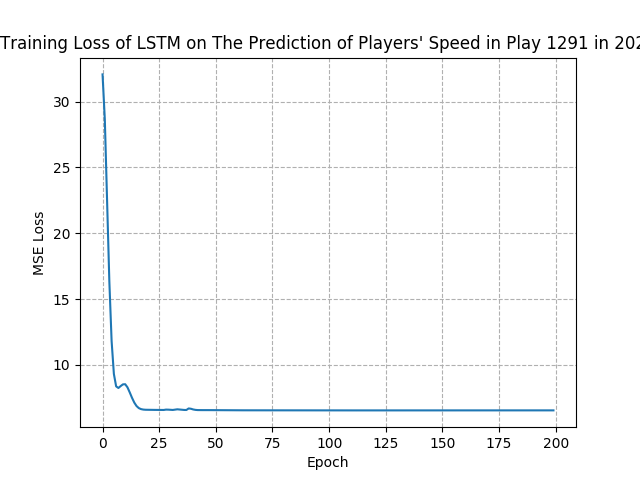 Training Loss of LSTM on The Prediction of Players' Speed in Play 1291 in 202
30
25
20
15
10
MSE Loss
0 25 50 75 100 125 150 175 200
Epoch